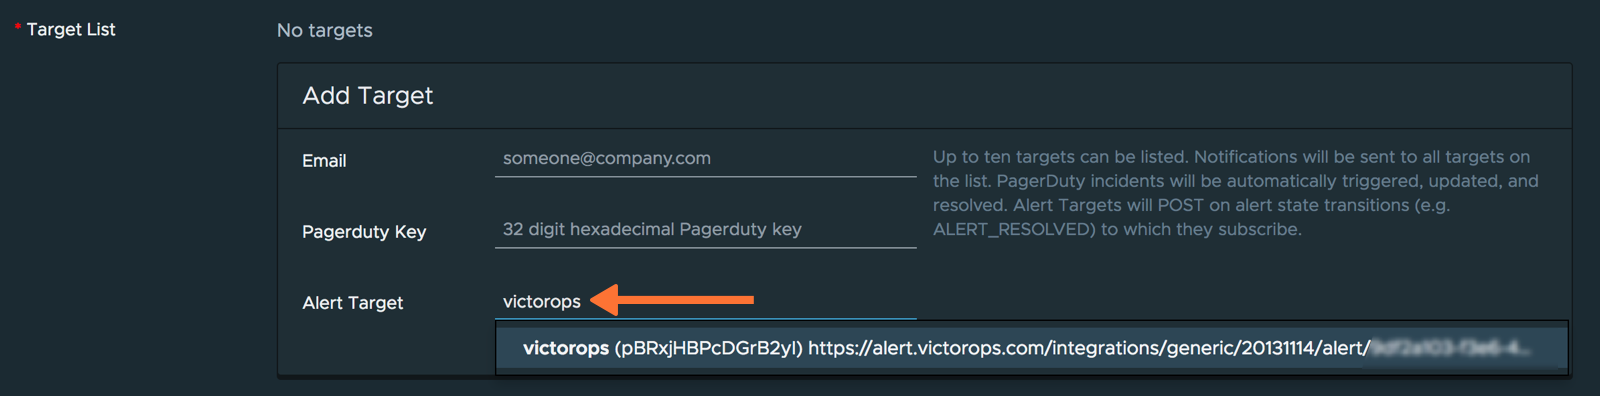 * Target List
No targets
Add Target
Email
someone@company.com
Up to ten targets can be listed. Notifications will be sent to all targets on
the list. PagerDuty incidents will be automatically triggered, updated, and
resolved. Alert Targets will POST on alert state transitions (e.g.
ALERT_RESOLVED) to which they subscribe.
Pagerduty Key
32 digit hexadecimal Pagerduty key
Alert Target
victorops
victorops (pBRxjHBPcDGrB2yI) https://alert.victorops.com/integrations/generic/20131114/alert/